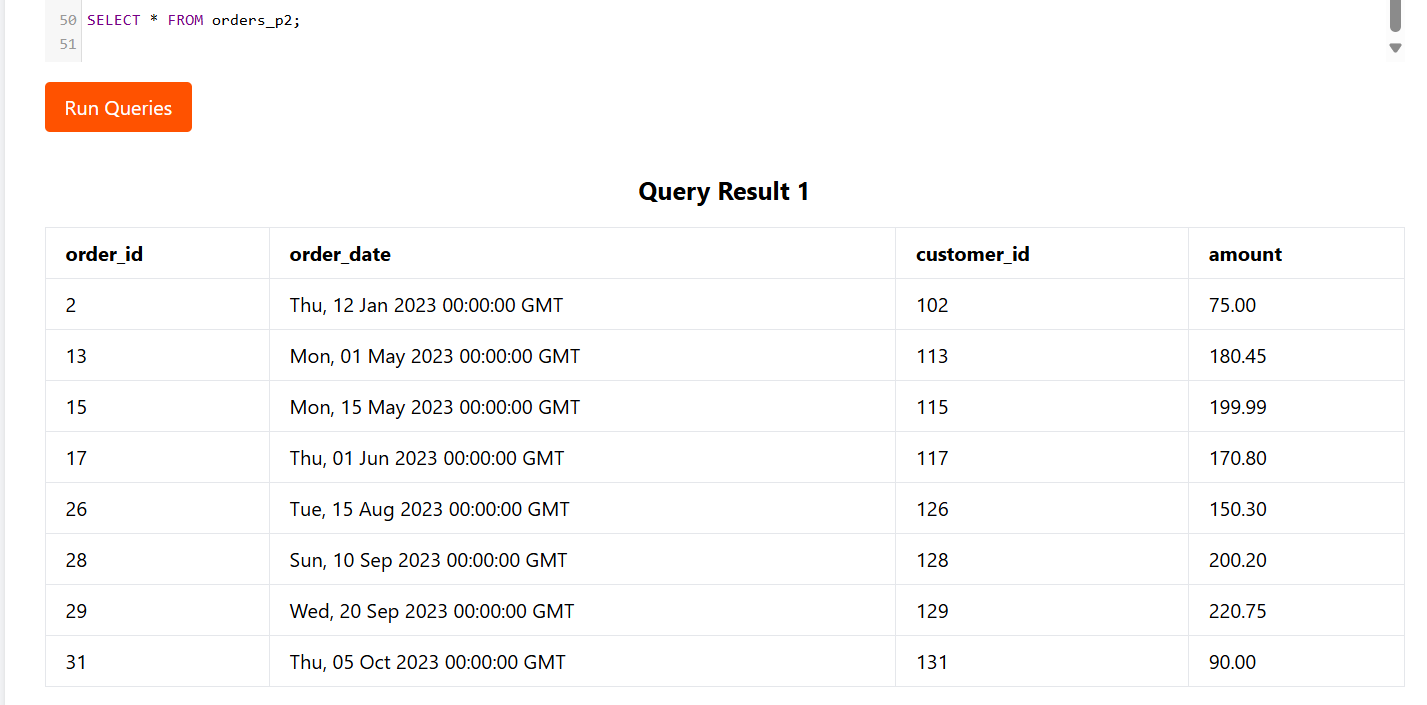 50 SELECT * FROM orders_p2;
51
Run Queries
Query Result 1
order_id order_date customer_id amount
2 Thu, 12 Jan 2023 00:00:00 GMT 102 75.00
13 Mon, 01 May 2023 00:00:00 GMT 113 180.45
15 Mon, 15 May 2023 00:00:00 GMT 115 199.99
17 Thu, 01 Jun 2023 00:00:00 GMT 117 170.80
26 Tue, 15 Aug 2023 00:00:00 GMT 126 150.30
28 Sun, 10 Sep 2023 00:00:00 GMT 128 200.20
29 Wed, 20 Sep 2023 00:00:00 GMT 129 220.75
31 Thu, 05 Oct 2023 00:00:00 GMT 131 90.00